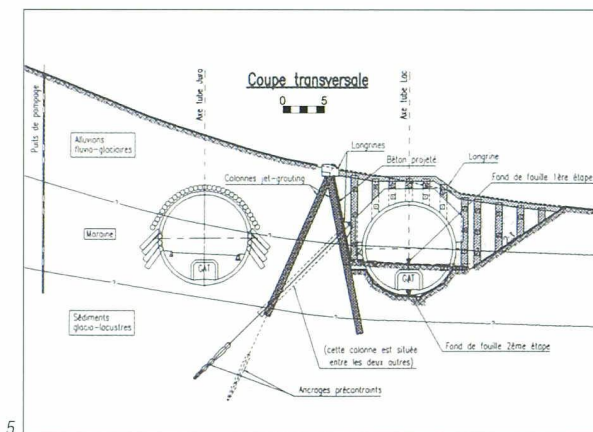 Coupe transversale
0 5
Puits de pompage
Axe tube Jura
Axe tube Lac
Alluvions
fluvio-glaciaires
Longrines
Béton projeté
Longrine
Fond de fouille 1ère étape
Colonnes jet-grouting
Moraine
GAT
GAT
Sédiments
glacio-lacustres
(cette colonne est située
entre les deux autres)
Fond de fouille 2ème étape
Ancrages précontraints
5